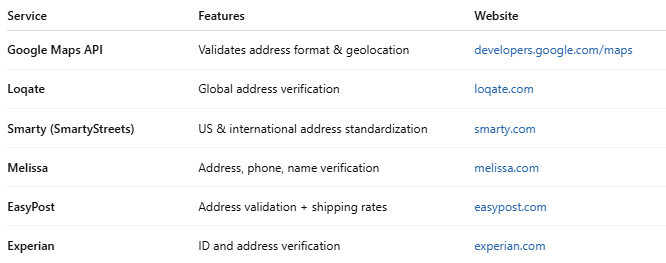 Service Features Website
Google Maps API Validates address format & geolocation developers.google.com/maps
Loqate Global address verification loqate.com
Smarty (SmartyStreets) US & international address standardization smarty.com
Melissa Address, phone, name verification melissa.com
EasyPost Address validation + shipping rates easypost.com
Experian ID and address verification experian.com